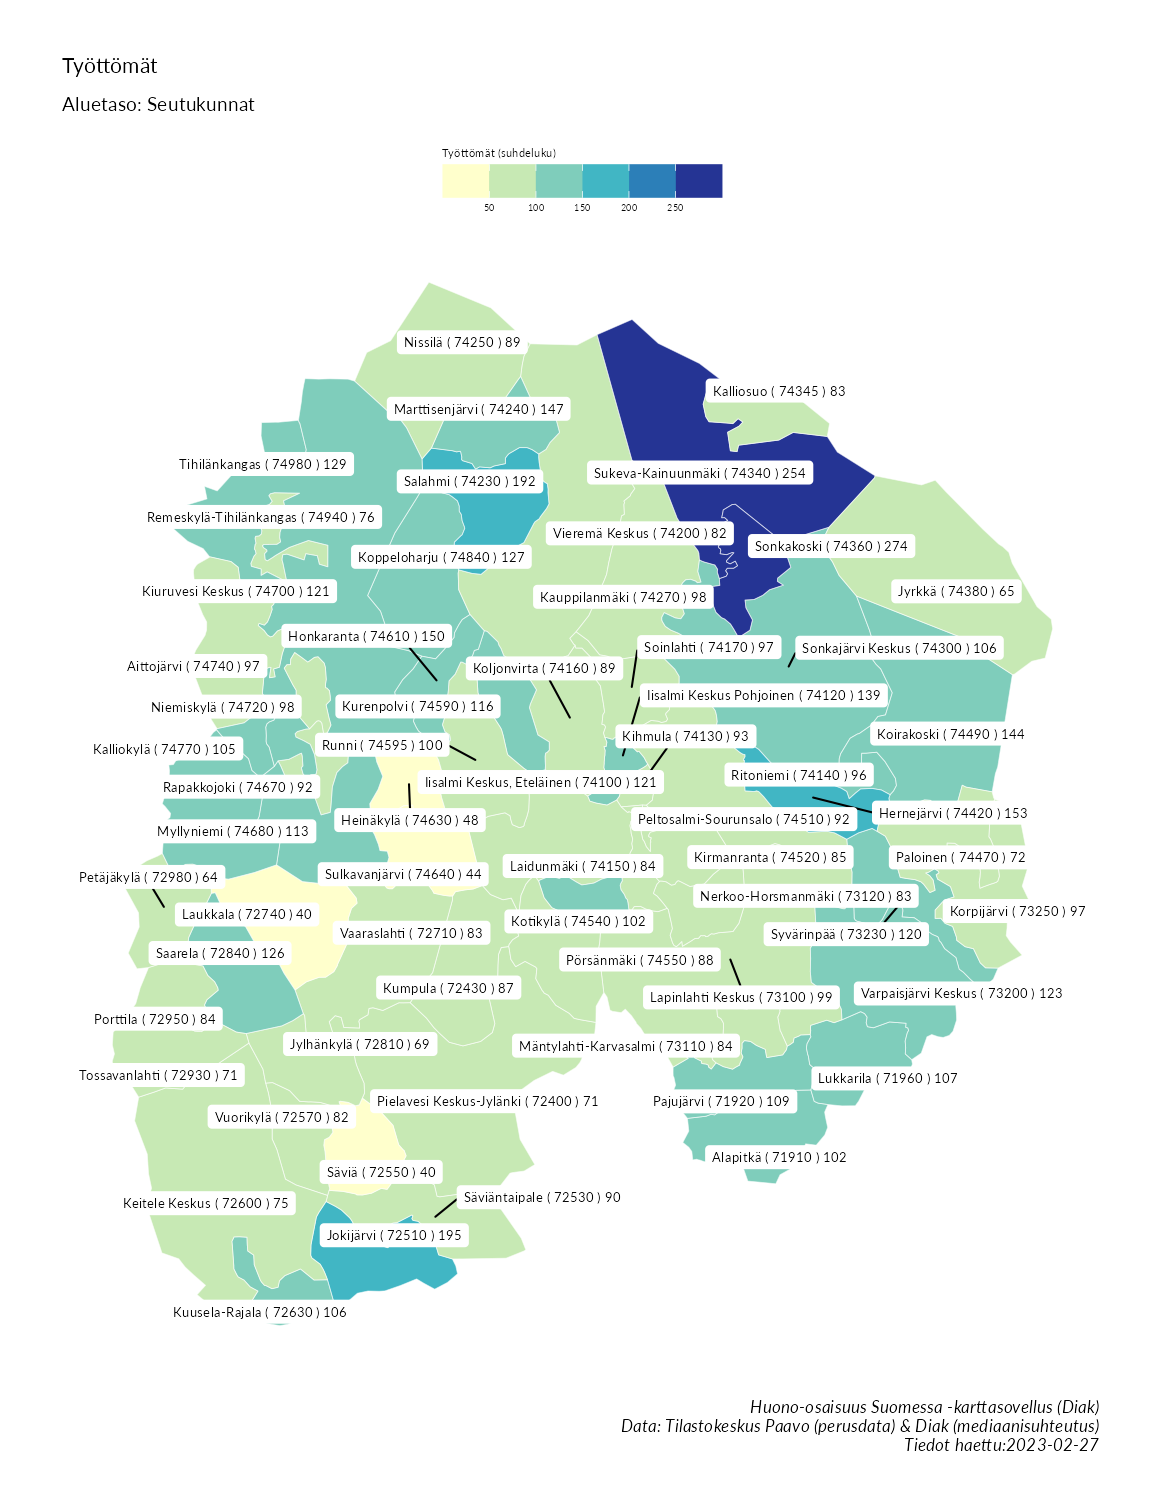 Työttömät
Aluetaso: Seutukunnat
Työttömät (suhdeluku)
50 100 150 200 250
Nissilä ( 74250 ) 89
Kalliosuo ( 74345 ) 83
Marttisenjärvi ( 74240 ) 147
Tihilänkangas ( 74980 ) 129
Sukeva-Kainuunmäki ( 74340 ) 254
Salahmi ( 74230 ) 192
Remeskylä-Tihilänkangas ( 74940 ) 76
Vieremä Keskus ( 74200 ) 82
Sonkakoski ( 74360 ) 274
Koppeloharju ( 74840 ) 127
Kiuruvesi Keskus ( 74700 ) 121
Jyrkkä ( 74380 ) 65
Kauppilanmäki ( 74270 ) 98
Honkaranta ( 74610 ) 150
Soinlahti ( 74170 ) 97
Sonkajärvi Keskus ( 74300 ) 106
Aittojärvi ( 74740 ) 97
Koljonvirta ( 74160 ) 89
Iisalmi Keskus Pohjoinen ( 74120 ) 139
Niemiskylä ( 74720 ) 98
Kurenpolvi ( 74590 ) 116
Kihmula ( 74130 ) 93
Koirakoski ( 74490 ) 144
Kalliokylä ( 74770 ) 105
Runni ( 74595 ) 100
Ritoniemi ( 74140 ) 96
Iisalmi Keskus, Eteläinen ( 74100 ) 121
Rapakkojoki ( 74670 ) 92
Hernejärvi ( 74420 ) 153
Heinäkylä ( 74630 ) 48
Peltosalmi-Sourunsalo ( 74510 ) 92
Myllyniemi ( 74680 ) 113
Kirmanranta ( 74520 ) 85
Paloinen ( 74470 ) 72
Laidunmäki ( 74150 ) 84
Petäjäkylä ( 72980 ) 64
Sulkavanjärvi ( 74640 ) 44
Nerkoo-Horsmanmäki ( 73120 ) 83
Laukkala ( 72740 ) 40
Korpijärvi ( 73250 ) 97
Kotikylä ( 74540 ) 102
Vaaraslahti ( 72710 ) 83
Syvärinpää ( 73230 ) 120
Saarela ( 72840 ) 126
Pörsänmäki ( 74550 ) 88
Kumpula ( 72430 ) 87
Lapinlahti Keskus ( 73100 ) 99
Varpaisjärvi Keskus ( 73200 ) 123
Porttila ( 72950 ) 84
Jylhänkylä ( 72810 ) 69
Mäntylahti-Karvasalmi ( 73110 ) 84
Tossavanlahti ( 72930 ) 71
Lukkarila ( 71960 ) 107
Pielavesi Keskus-Jylänki ( 72400 ) 71
Pajujärvi ( 71920 ) 109
Vuorikylä ( 72570 ) 82
Alapitkä ( 71910 ) 102
Säviä ( 72550 ) 40
Säviäntaipale ( 72530 ) 90
Keitele Keskus ( 72600 ) 75
Jokijärvi ( 72510 ) 195
Kuusela-Rajala ( 72630 ) 106
Huono-osaisuus Suomessa -karttasovellus (Diak)
Data: Tilastokeskus Paavo (perusdata) & Diak (mediaanisuhteutus)
Tiedot haettu:2023-02-27